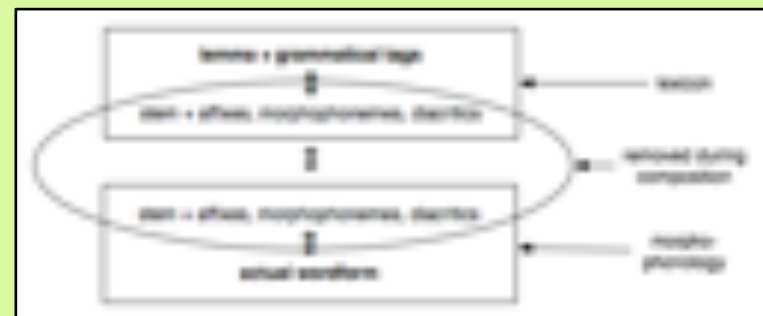 lemma + grammatical tags
stem + affixes, morphophonemes, diacritics
lexicon
removed during
composition
stem + affixes, morphophonemes, diacritics
morpho-
phonology
actual wordform